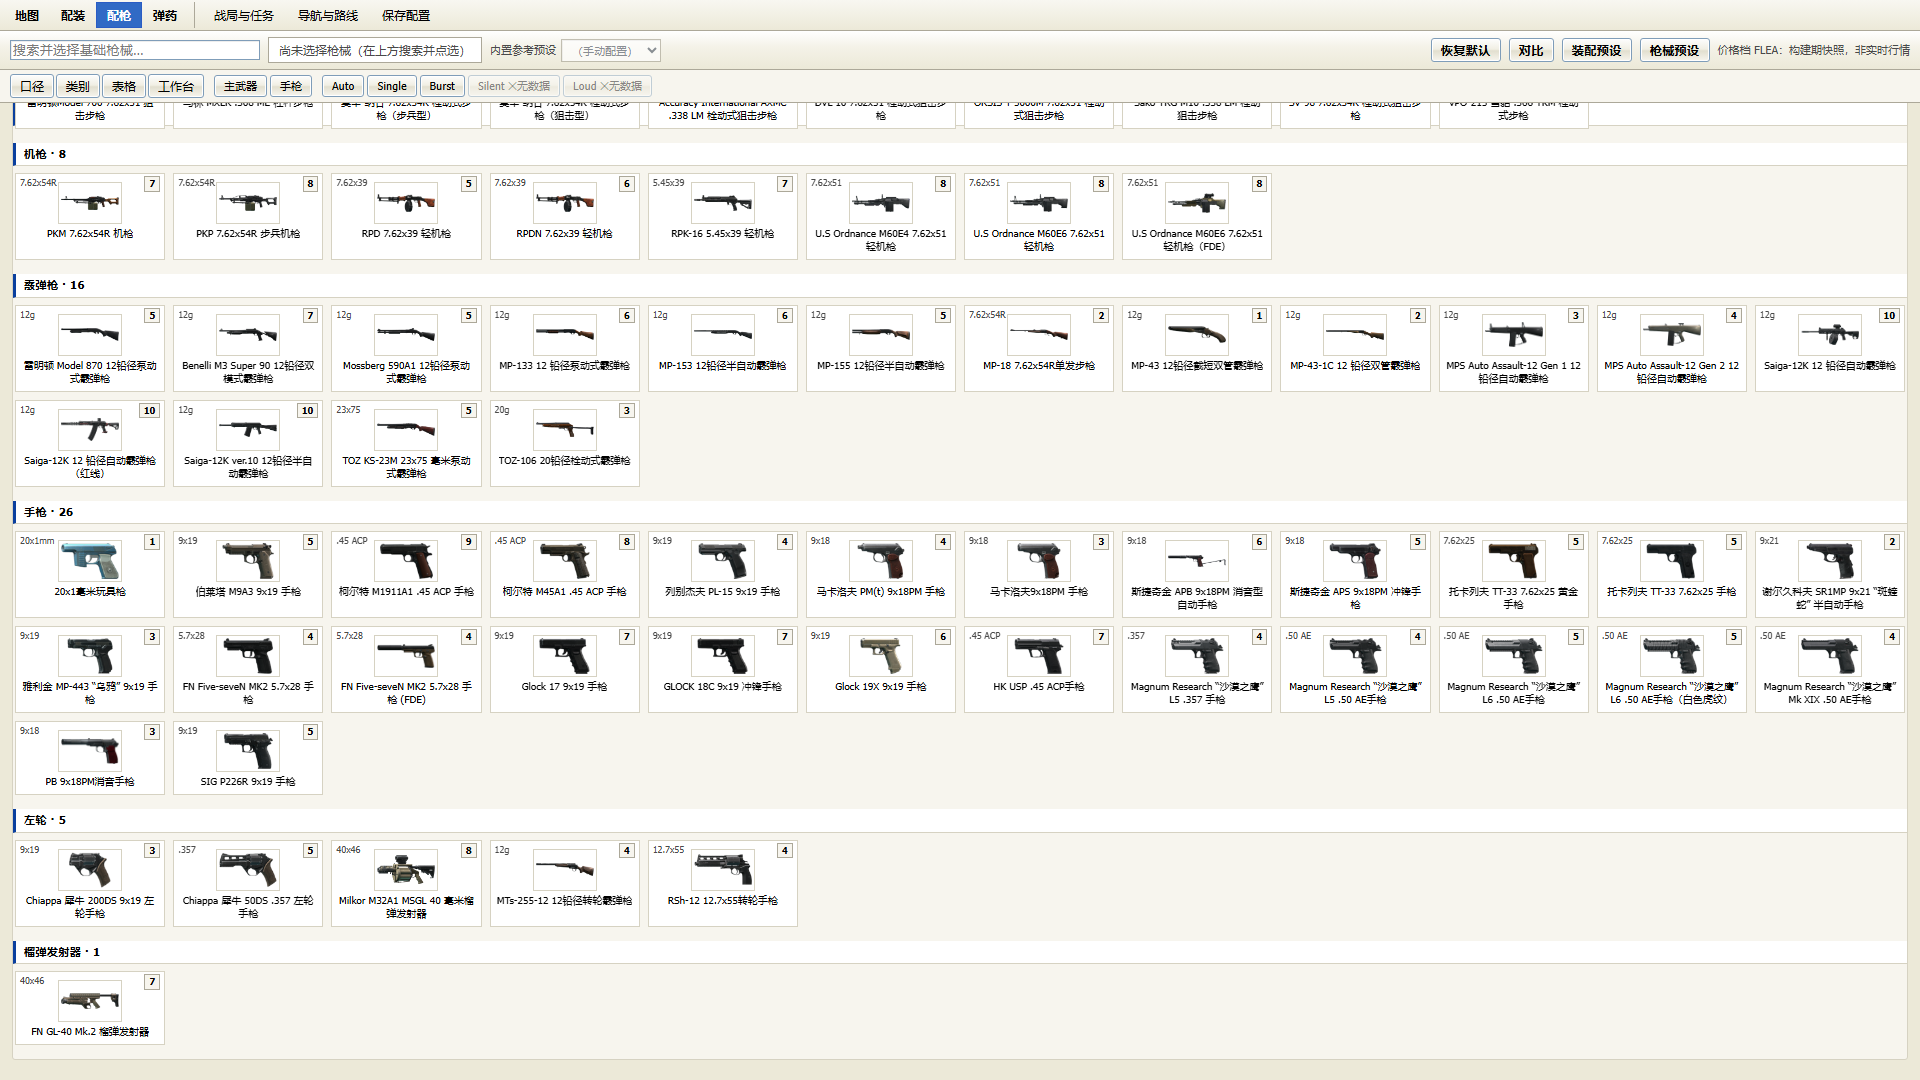 地图 配装 配枪 弹药 战局与任务 导航与路线 保存配置
搜索并选择基础枪械... 尚未选择枪械（在上方搜索并点选） 内置参考预设 （手动配置） 恢复默认 对比 装配预设 枪械预设 价格档 FLEA：构建期快照，非实时行情
口径 类别 表格 工作台 主武器 手枪 Auto Single Burst Silent ╳无数据 Loud ╳无数据
击步枪 枪（步兵型） 枪（狙击型） .338 LM 栓动式狙击步枪 枪 式狙击步枪 狙击步枪 枪 式步枪
机枪 · 8
7.62x54R 7 7.62x54R 8 7.62x39 5 7.62x39 6 5.45x39 7 7.62x51 8 7.62x51 8 7.62x51 8
PKM 7.62x54R 机枪 PKP 7.62x54R 步兵机枪 RPD 7.62x39 轻机枪 RPDN 7.62x39 轻机枪 RPK-16 5.45x39 轻机枪 U.S Ordnance M60E4 7.62x51 U.S Ordnance M60E6 7.62x51 U.S Ordnance M60E6 7.62x51
轻机枪 轻机枪 轻机枪（FDE）
霰弹枪 · 16
12g 5 12g 7 12g 5 12g 6 12g 6 12g 5 7.62x54R 2 12g 1 12g 2 12g 3 12g 4 12g 10
雷明顿 Model 870 12铅径泵动 Benelli M3 Super 90 12铅径双 Mossberg 590A1 12铅径泵动 MP-133 12 铅径泵动式霰弹枪 MP-153 12铅径半自动霰弹枪 MP-155 12铅径半自动霰弹枪 MP-18 7.62x54R单发步枪 MP-43 12铅径截短双管霰弹枪 MP-43-1C 12 铅径双管霰弹枪 MPS Auto Assault-12 Gen 1 12 MPS Auto Assault-12 Gen 2 12 Saiga-12K 12 铅径自动霰弹枪
式霰弹枪 模式霰弹枪 式霰弹枪 铅径自动霰弹枪 铅径自动霰弹枪
12g 10 12g 10 23x75 5 20g 3
Saiga-12K 12 铅径自动霰弹枪 Saiga-12K ver.10 12铅径半自 TOZ KS-23M 23x75 毫米泵动 TOZ-106 20铅径栓动式霰弹枪
（红线） 动霰弹枪 式霰弹枪
手枪 · 26
20x1mm 1 9x19 5 .45 ACP 9 .45 ACP 8 9x19 4 9x18 4 9x18 3 9x18 6 9x18 5 7.62x25 5 7.62x25 5 9x21 2
20x1毫米玩具枪 伯莱塔 M9A3 9x19 手枪 柯尔特 M1911A1 .45 ACP 手枪 柯尔特 M45A1 .45 ACP 手枪 列别杰夫 PL-15 9x19 手枪 马卡洛夫 PM(t) 9x18PM 手枪 马卡洛夫9x18PM 手枪 斯捷奇金 APB 9x18PM 消音型 斯捷奇金 APS 9x18PM 冲锋手 托卡列夫 TT-33 7.62x25 黄金 托卡列夫 TT-33 7.62x25 手枪 谢尔久科夫 SR1MP 9x21 “斑蝰
自动手枪 枪 手枪 蛇” 半自动手枪
9x19 3 5.7x28 4 5.7x28 4 9x19 7 9x19 7 9x19 6 .45 ACP 7 .357 4 .50 AE 4 .50 AE 5 .50 AE 5 .50 AE 4
雅利金 MP-443 “乌鸦” 9x19 手 FN Five-seveN MK2 5.7x28 手 FN Five-seveN MK2 5.7x28 手 Glock 17 9x19 手枪 GLOCK 18C 9x19 冲锋手枪 Glock 19X 9x19 手枪 HK USP .45 ACP手枪 Magnum Research “沙漠之鹰” Magnum Research “沙漠之鹰” Magnum Research “沙漠之鹰” Magnum Research “沙漠之鹰” Magnum Research “沙漠之鹰”
枪 枪 枪 (FDE) L5 .357 手枪 L5 .50 AE手枪 L6 .50 AE手枪 L6 .50 AE手枪（白色虎纹） Mk XIX .50 AE手枪
9x18 3 9x19 5
PB 9x18PM消音手枪 SIG P226R 9x19 手枪
左轮 · 5
9x19 3 .357 5 40x46 8 12g 4 12.7x55 4
Chiappa 犀牛 200DS 9x19 左 Chiappa 犀牛 50DS .357 左轮 Milkor M32A1 MSGL 40 毫米榴 MTs-255-12 12铅径转轮霰弹枪 RSh-12 12.7x55转轮手枪
轮手枪 手枪 弹发射器
榴弹发射器 · 1
40x46 7
FN GL-40 Mk.2 榴弹发射器